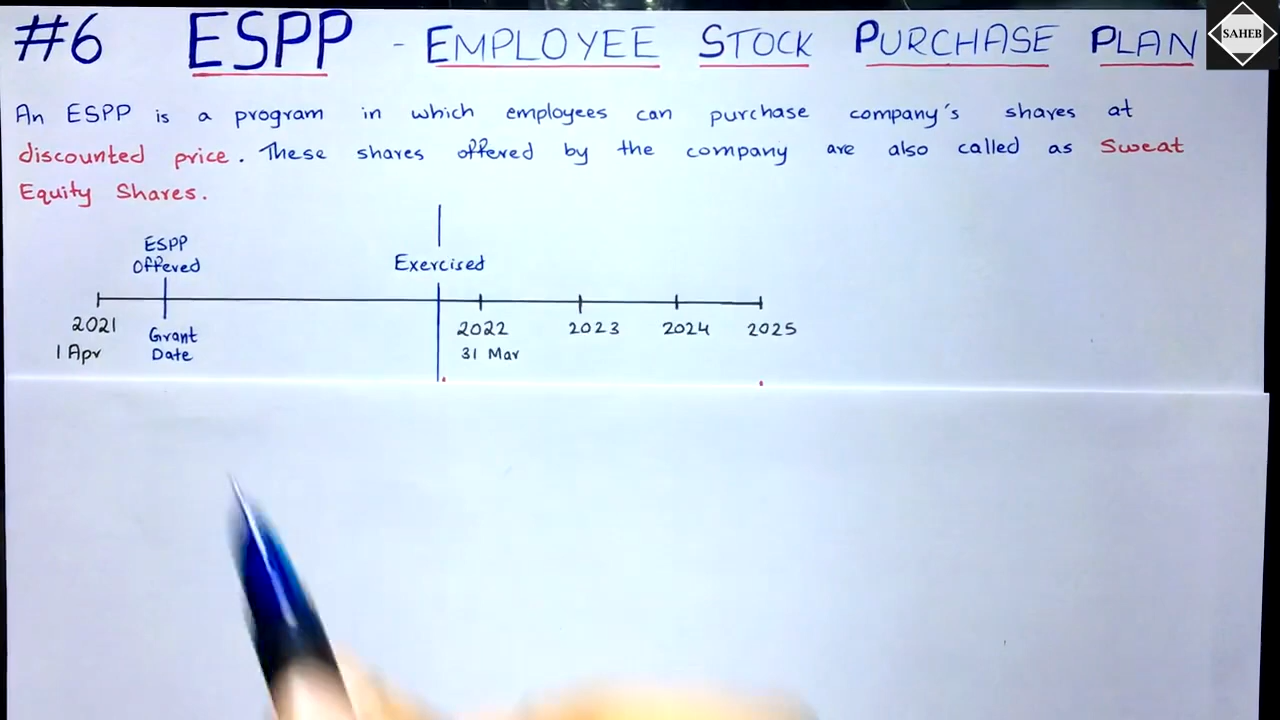 #6 ESPP - EMPLOYEE STOCK PURCHASE PLAN
SAHEB
An ESPP is a program in which employees can purchase company's shares at
discounted price. These shares offered by the company are also called as Sweat
Equity Shares.
ESPP
Offered
Exercised
2021
1 Apr
Grant
Date
2022
31 Mar
2023
2024
2025